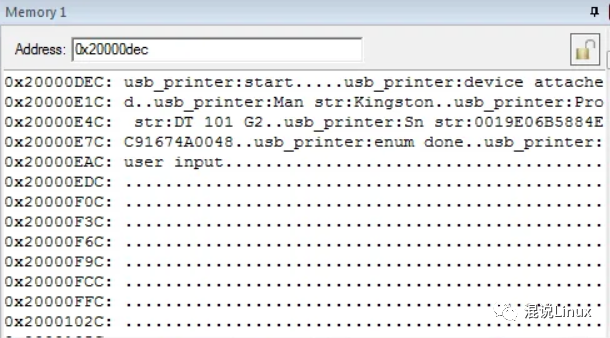 Memory 1
Address: 0x20000dec
0x20000DEC: usb_printer:start.....usb_printer:device attache
0x20000E1C: d..usb_printer:Man str:Kingston..usb_printer:Pro
0x20000E4C:  str:DT 101 G2..usb_printer:Sn str:0019E06B5884E
0x20000E7C: C91674A0048..usb_printer:enum done..usb_printer:
0x20000EAC: user input......................................
0x20000EDC: ................................................
0x20000F0C: ................................................
0x20000F3C: ................................................
0x20000F6C: ................................................
0x20000F9C: ................................................
0x20000FCC: ................................................
0x20000FFC: ................................................
0x2000102C: ................................................
混说Linux